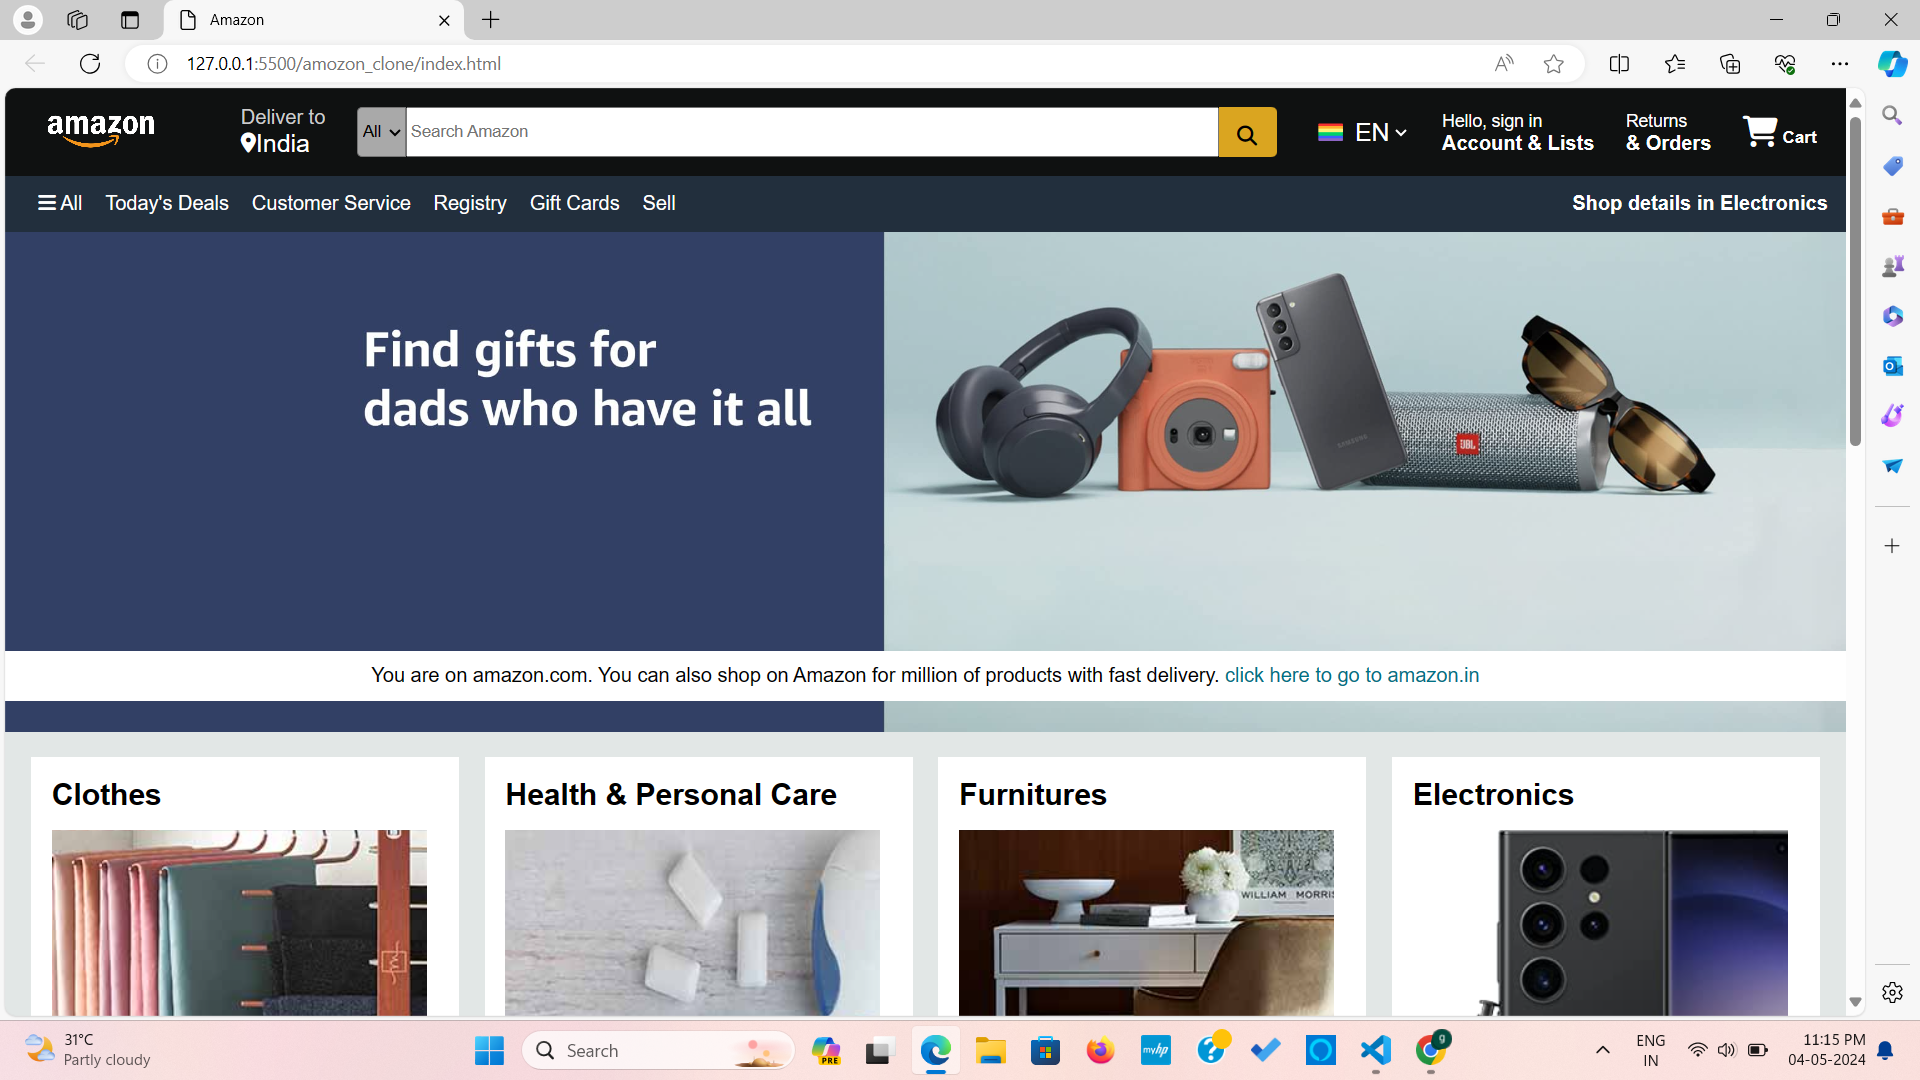 Amazon
127.0.0.1:5500/amozon_clone/index.html
amazon
Deliver to
India
All
Search Amazon
EN
Hello, sign in
Account & Lists
Returns
& Orders
Cart
All Today's Deals Customer Service Registry Gift Cards Sell
Shop details in Electronics
Find gifts for
dads who have it all
SAMSUNG
JBL
You are on amazon.com. You can also shop on Amazon for million of products with fast delivery. click here to go to amazon.in
Clothes
Health & Personal Care
Furnitures
Electronics
WILLIAM MORRIS
31°C
Partly cloudy
Search
PRE
myhp
g
ENG
IN
11:15 PM
04-05-2024